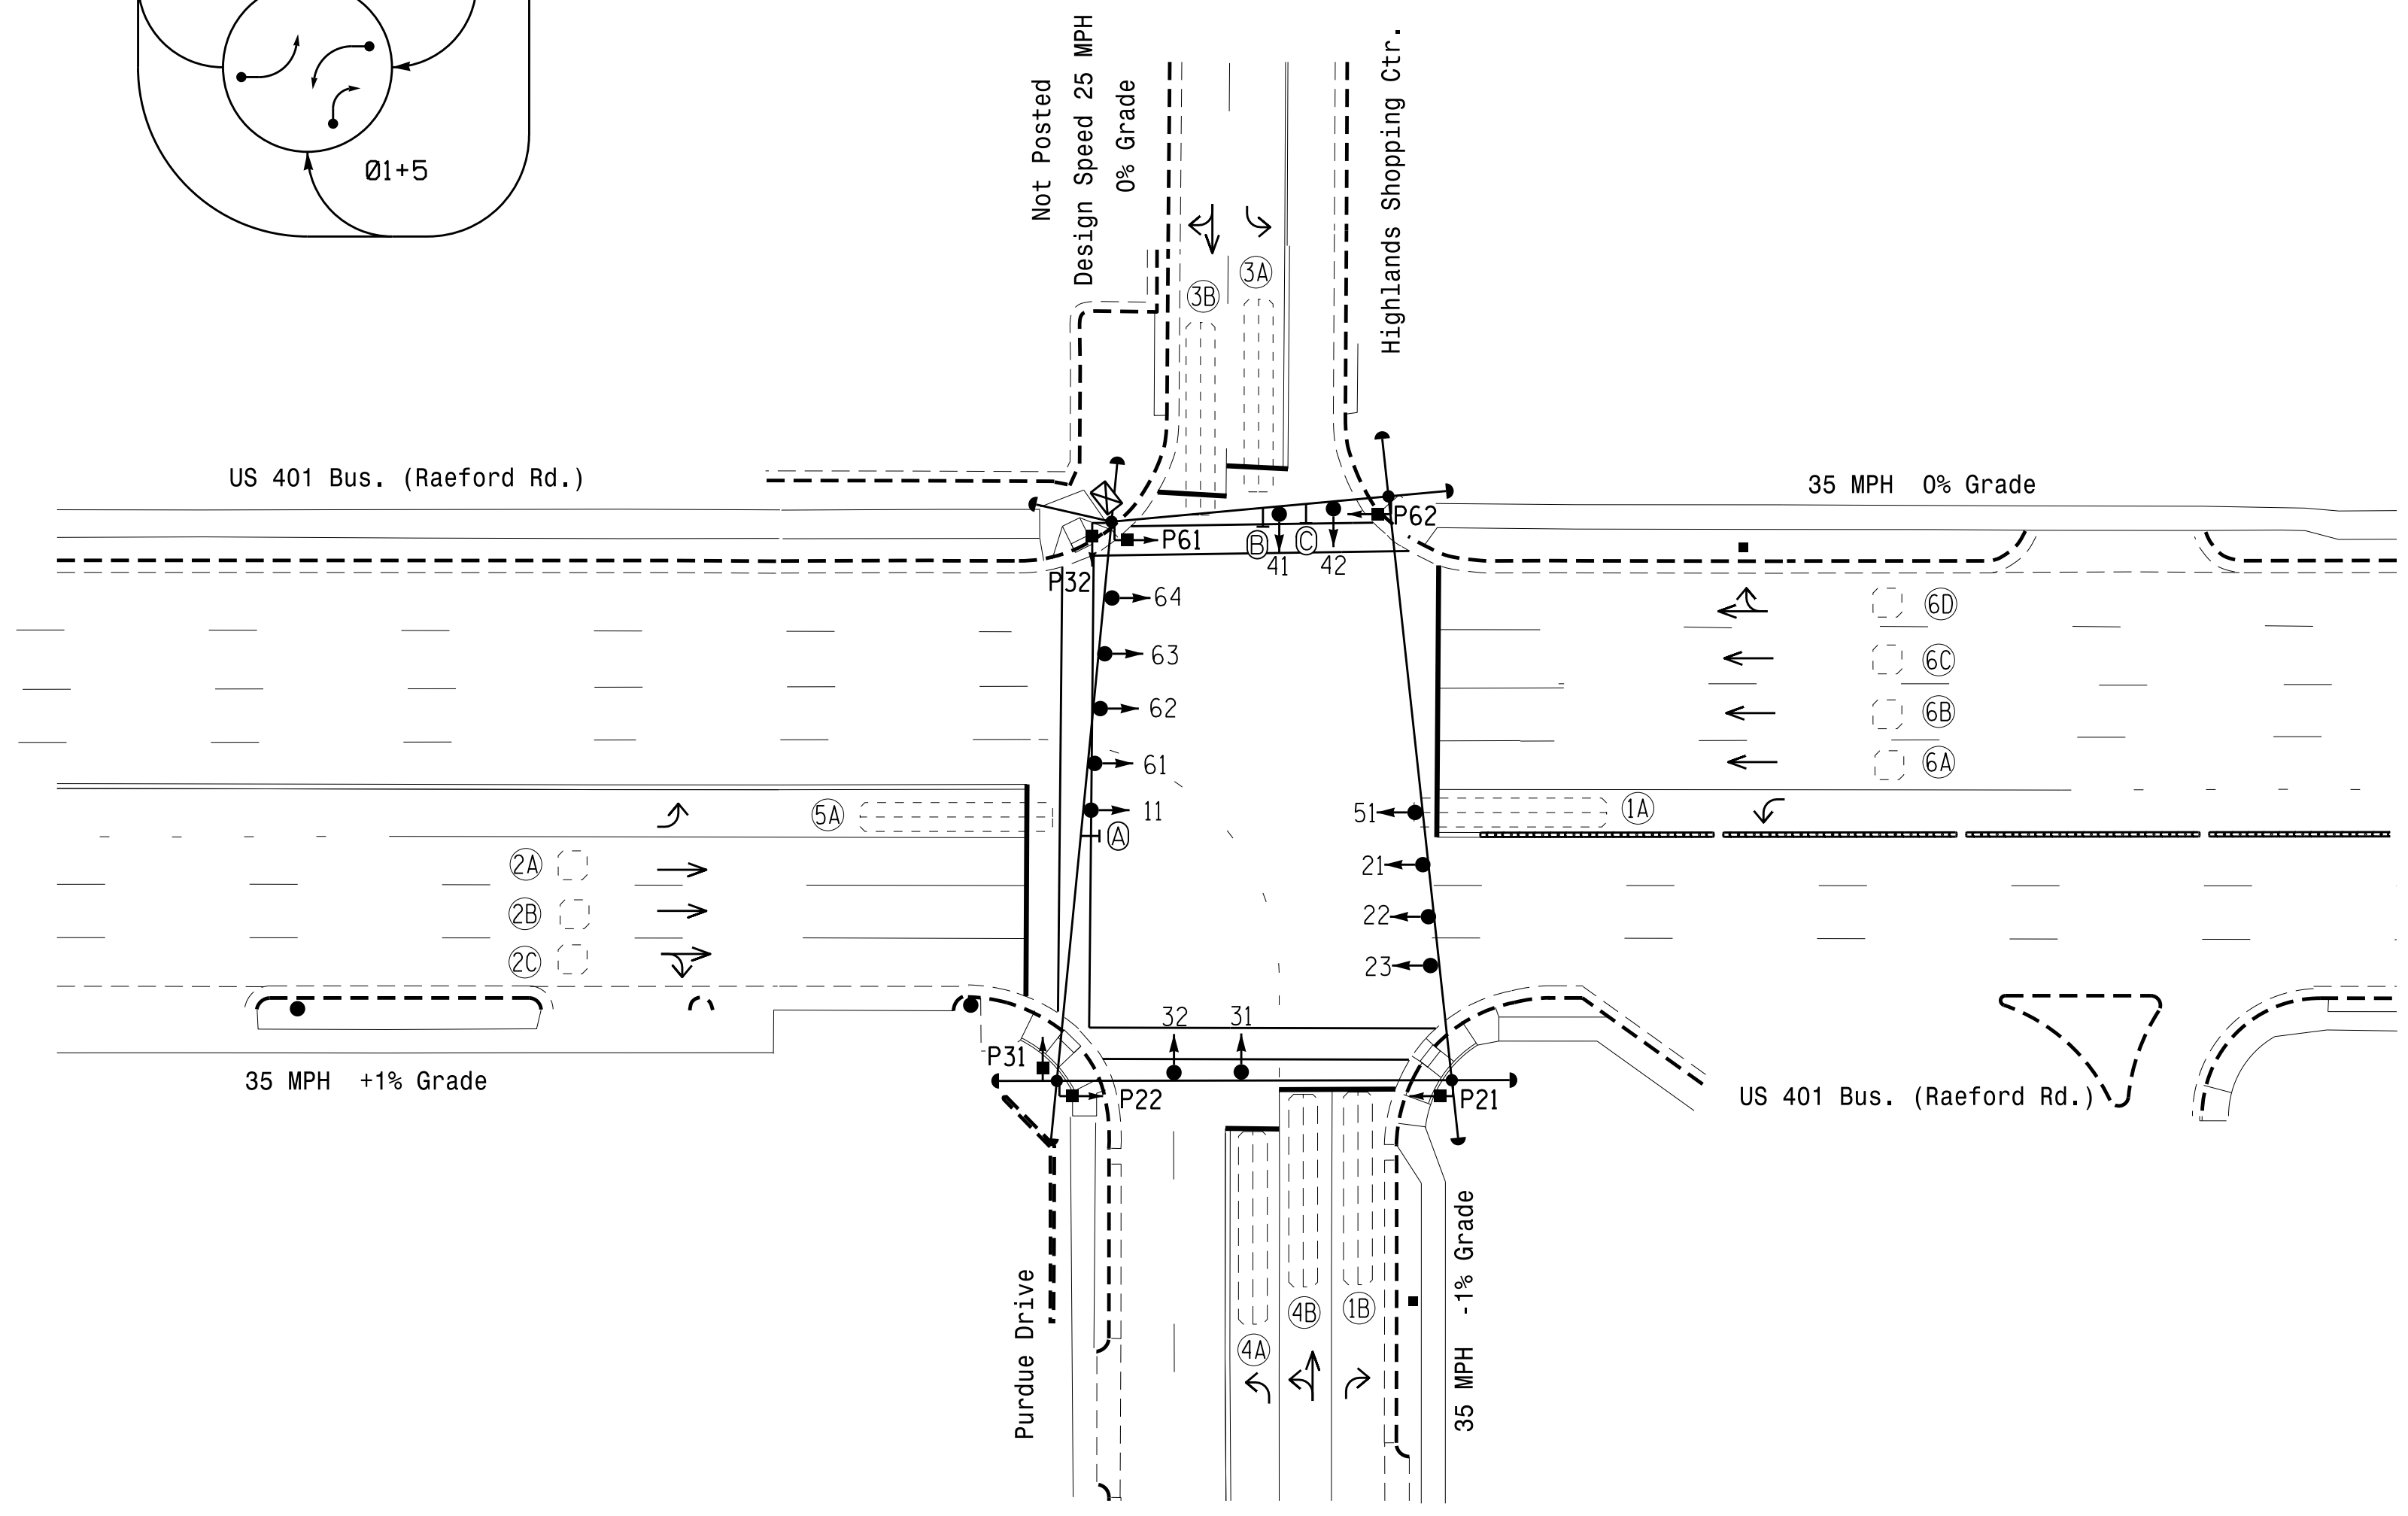 Ø1+5
Not Posted
Design Speed 25 MPH
0% Grade
Highlands Shopping Ctr.
3A
3B
US 401 Bus. (Raeford Rd.)
35 MPH  0% Grade
P61
P62
B
C
41
42
P32
64
6D
63
6C
62
6B
61
6A
5A
11
51
1A
A
2A
21
2B
22
2C
23
32
31
P31
35 MPH  +1% Grade
P22
P21
US 401 Bus. (Raeford Rd.)
4B
1B
4A
Purdue Drive
35 MPH  -1% Grade